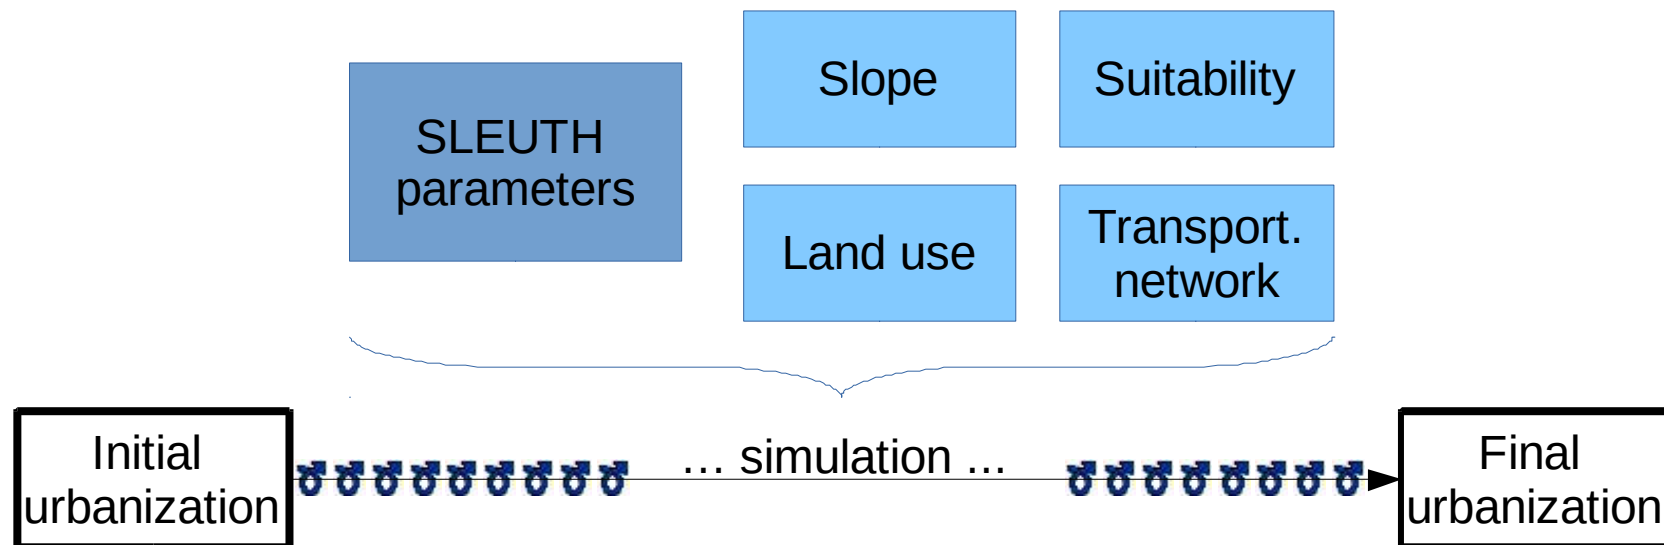 SLEUTH
parameters
Slope
Suitability
Land use
Transport.
network
Initial
urbanization
... simulation ...
Final
urbanization